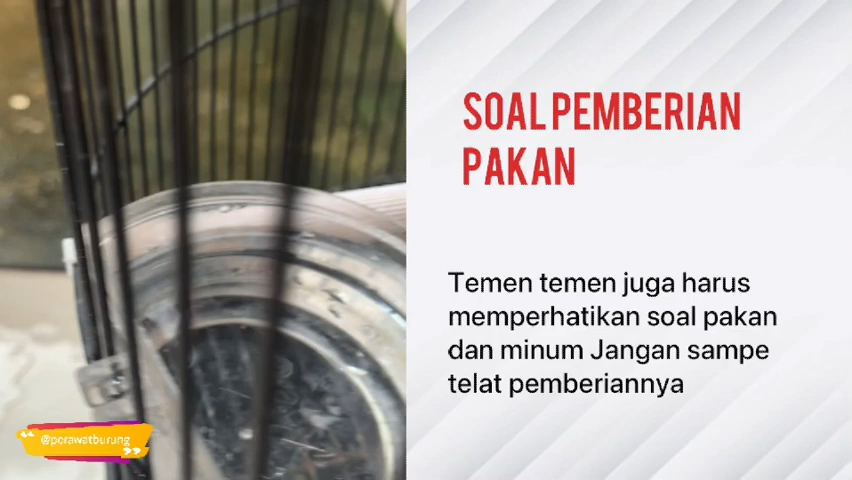 SOAL PEMBERIAN
PAKAN
Temen temen juga harus
memperhatikan soal pakan
dan minum Jangan sampe
telat pemberiannya
@perawatburung